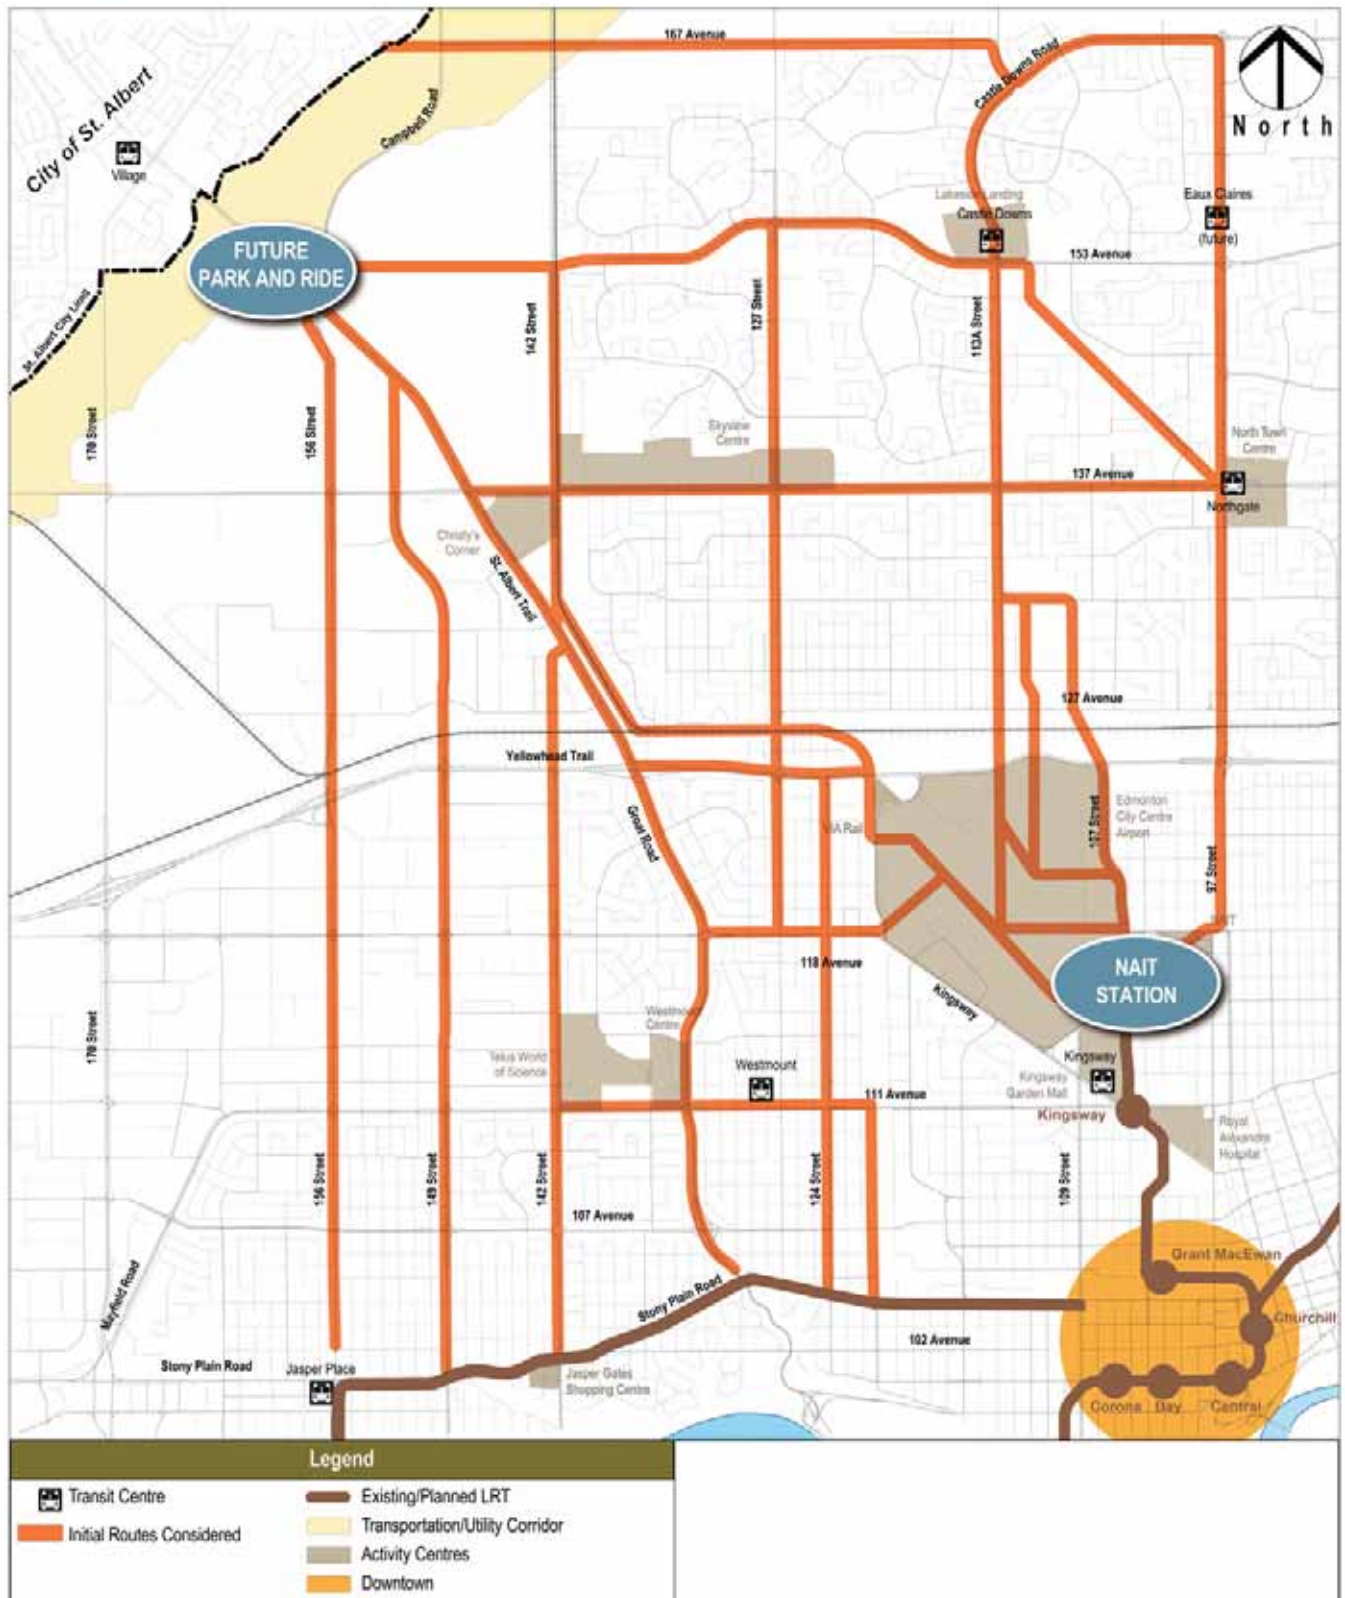 167 Avenue
Castle Downs Road
North
City of St. Albert
Campbell Road
Village
Eaux Claires
(future)
Lakeside Landing
Castle Downs
FUTURE
PARK AND RIDE
153 Avenue
St. Albert City Limit
142 Street
127 Street
113A Street
170 Street
156 Street
Skyview
Centre
North Town
Centre
137 Avenue
Northgate
Christy's
Corner
St. Albert Trail
127 Avenue
Yellowhead Trail
Groat Road
VIA Rail
107 Street
Edmonton
City Centre
Airport
97 Street
NAIT
118 Avenue
NAIT
STATION
Kingsway
170 Street
Westmount
Centre
Telus World
of Science
Westmount
111 Avenue
Kingsway
Kingsway
Garden Mall
Kingsway
Royal
Alexandra
Hospital
156 Street
149 Street
142 Street
124 Street
109 Street
107 Avenue
Mayfield Road
Grant MacEwan
Stony Plain Road
Churchill
102 Avenue
Stony Plain Road
Jasper Place
Jasper Gates
Shopping Centre
Corona
Bay
Central
Legend
Transit Centre
Existing/Planned LRT
Initial Routes Considered
Transportation/Utility Corridor
Activity Centres
Downtown